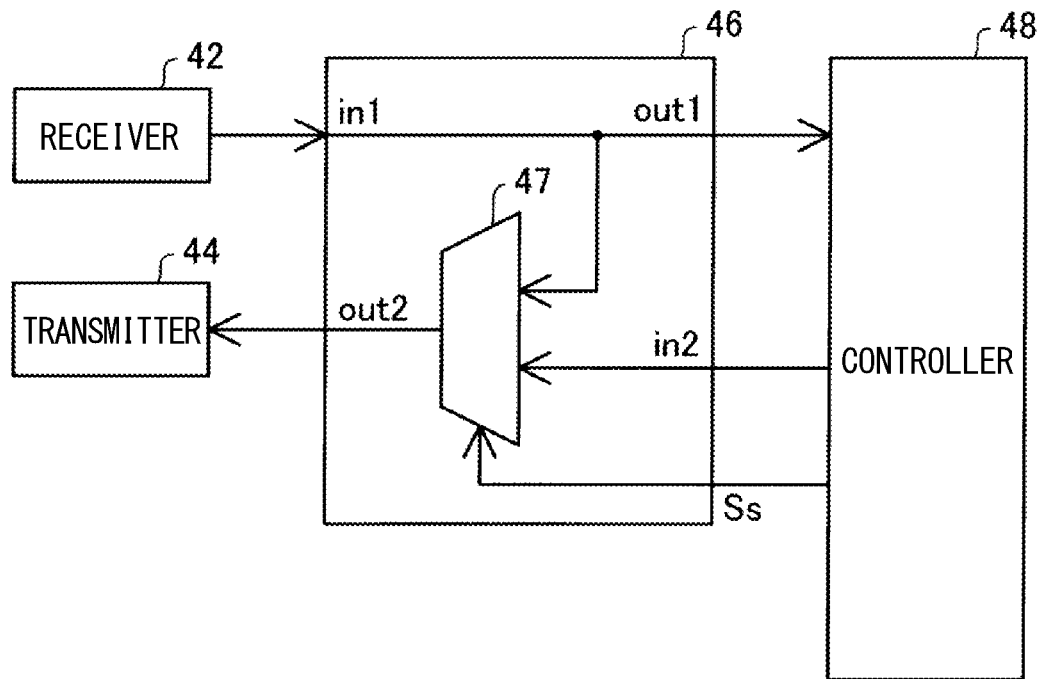 46
48
42
in1
out1
RECEIVER
47
44
out2
TRANSMITTER
in2
CONTROLLER
Ss